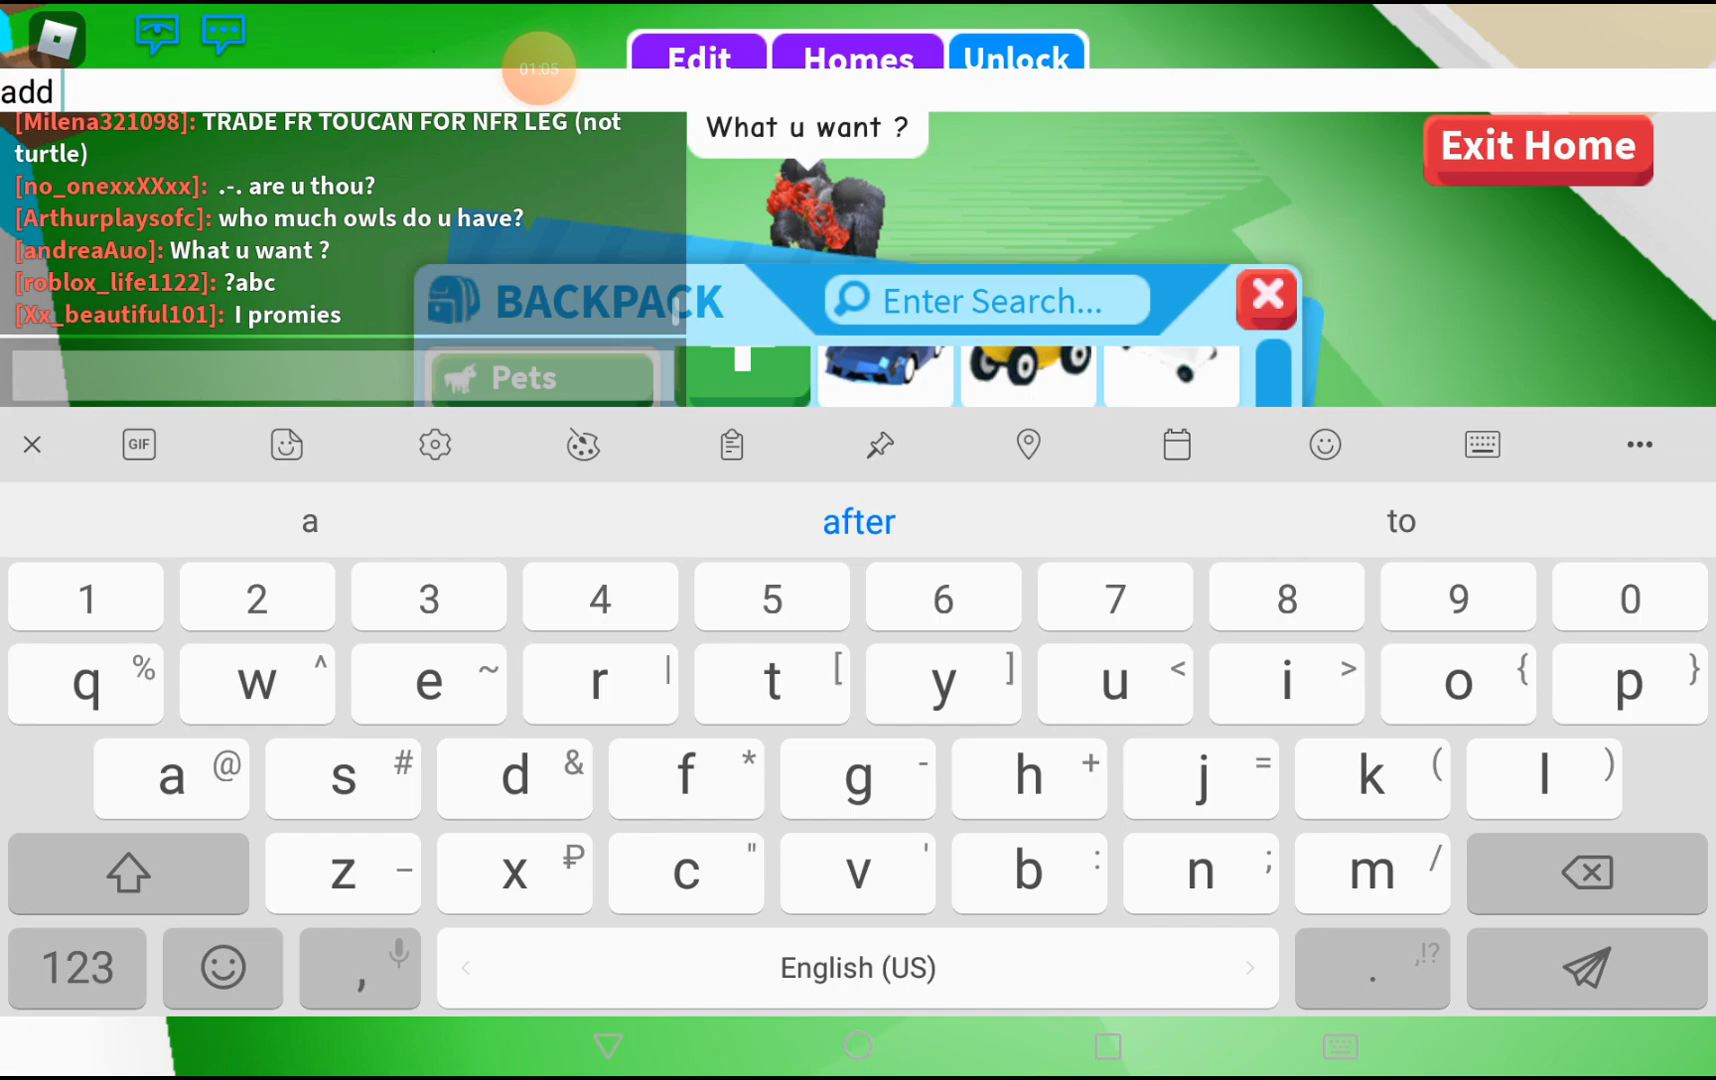 01:05
Edit Homes Unlock
add
[Milena321098]: TRADE FR TOUCAN FOR NFR LEG (not
turtle)
[no_onexxXXxx]: .-. are u thou?
[Arthurplaysofc]: who much owls do u have?
[andreaAuo]: What u want ?
[roblox_life1122]: ?abc
[Xx_beautiful101]: I promies
What u want ?
Exit Home
BACKPACK
Enter Search...
Pets
GIF
a after to
1 2 3 4 5 6 7 8 9 0
q % w ^ e ~ r | t [ y ] u < i > o { p }
a @ s # d & f * g - h + j = k ( l )
z – x ₽ c " v ' b : n ; m /
123 , < English (US) > . ,!?